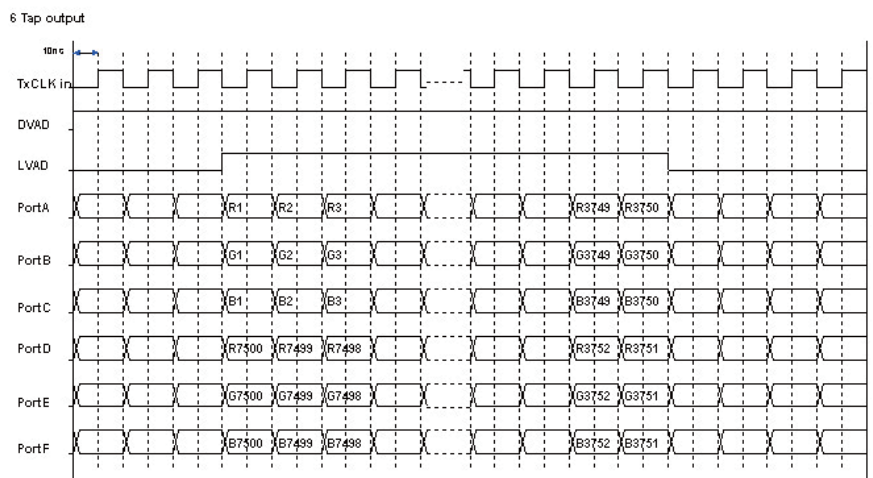 6 Tap output
10ns
TxCLK in
DVAD
LVAD
PortA R1 R2 R3 R3749 R3750
PortB G1 G2 G3 G3749 G3750
PortC B1 B2 B3 B3749 B3750
PortD R7500 R7499 R7498 R3752 R3751
PortE G7500 G7499 G7498 G3752 G3751
PortF B7500 B7499 B7498 B3752 B3751